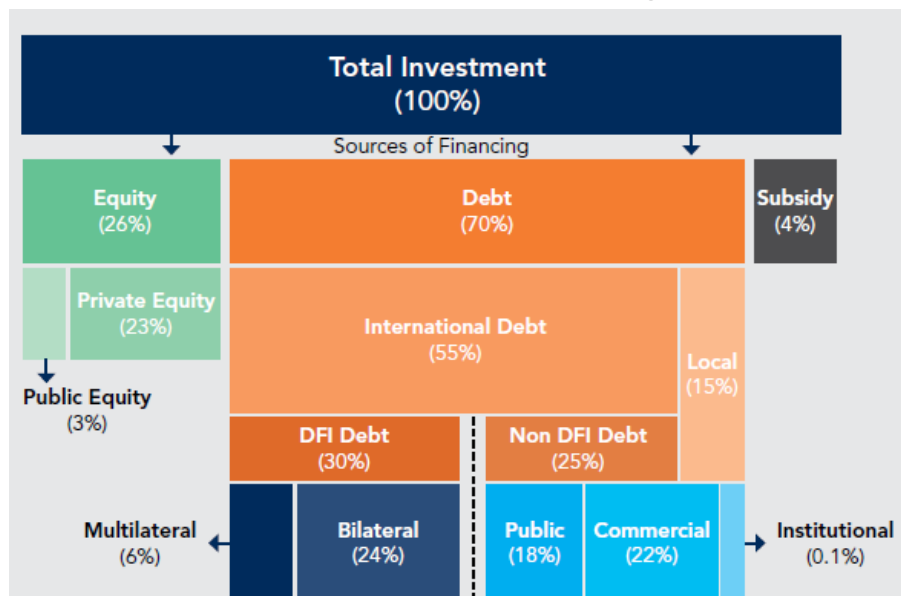 Total Investment
(100%)
Sources of Financing
Equity
(26%)
Debt
(70%)
Subsidy
(4%)
Private Equity
(23%)
International Debt
(55%)
Local
(15%)
Public Equity
(3%)
DFI Debt
(30%)
Non DFI Debt
(25%)
Multilateral
(6%)
Bilateral
(24%)
Public
(18%)
Commercial
(22%)
Institutional
(0.1%)